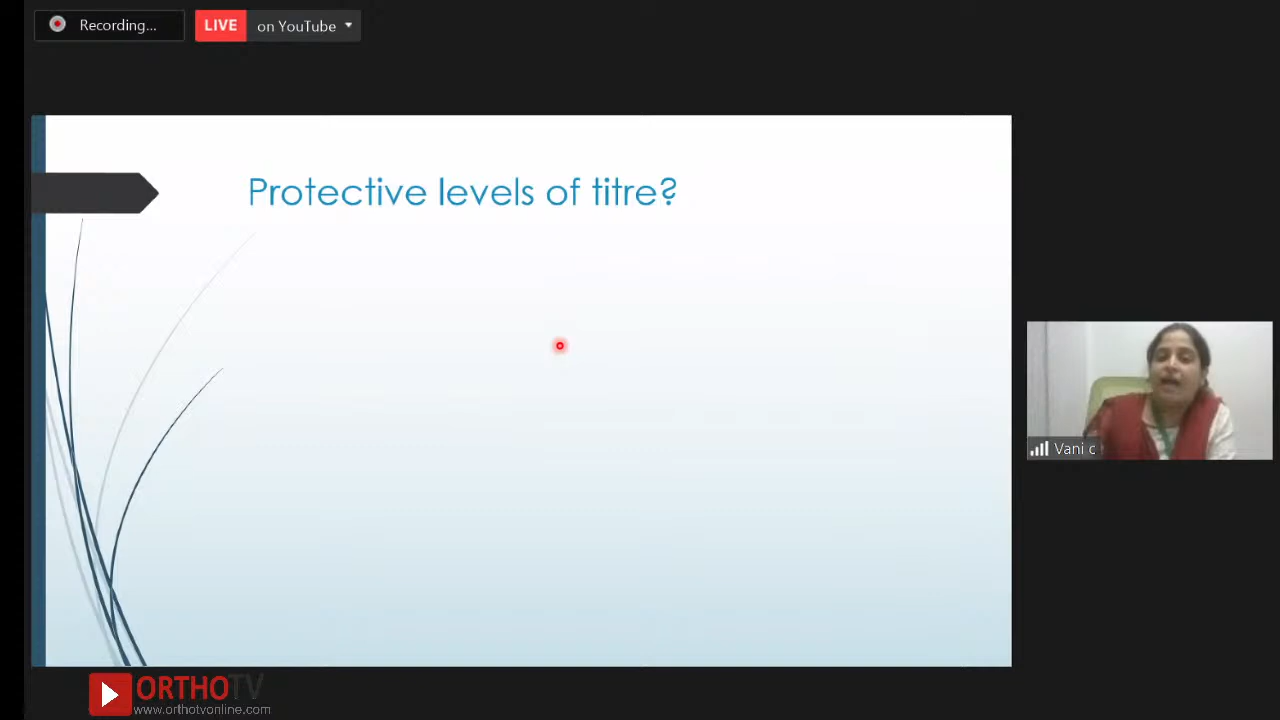 Recording...
LIVE on YouTube
Protective levels of titre?
Vani c
ORTHOTV
www.orthotvonline.com